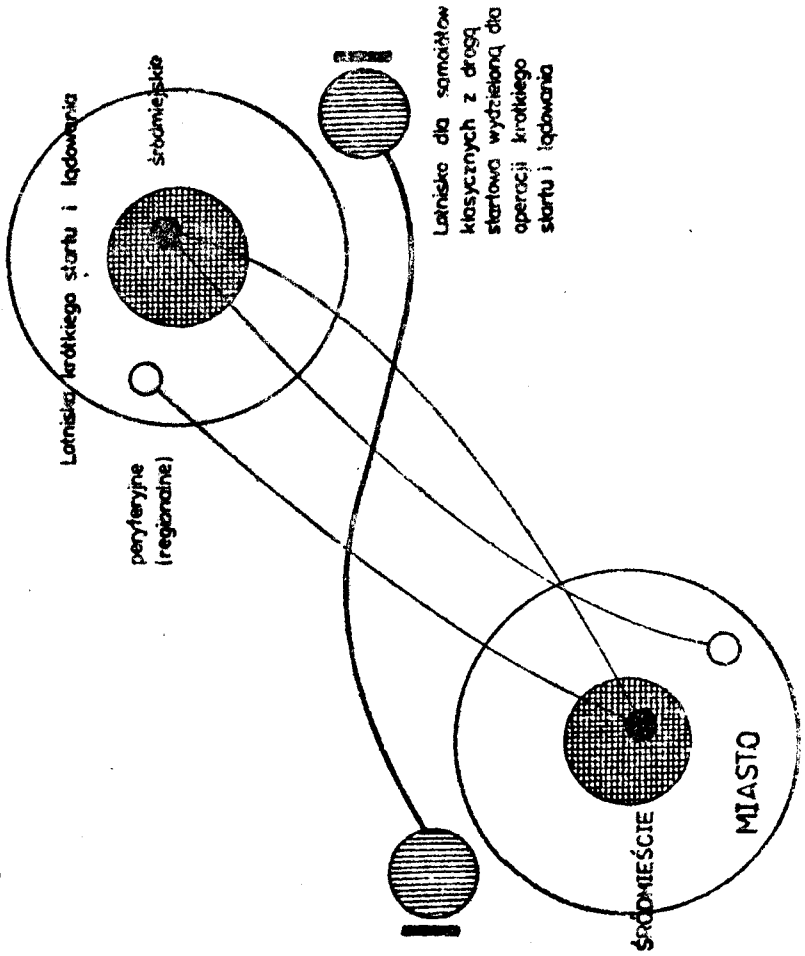 Lotniska krótkiego startu i lądowania
śródmiejskie
peryferyjne
(regionalne)
Lotnisko dla samolotów
klasycznych z drogą
startową wydzieloną dla
operacji krótkiego
startu i lądowania
ŚRÓDMIEŚCIE
MIASTO